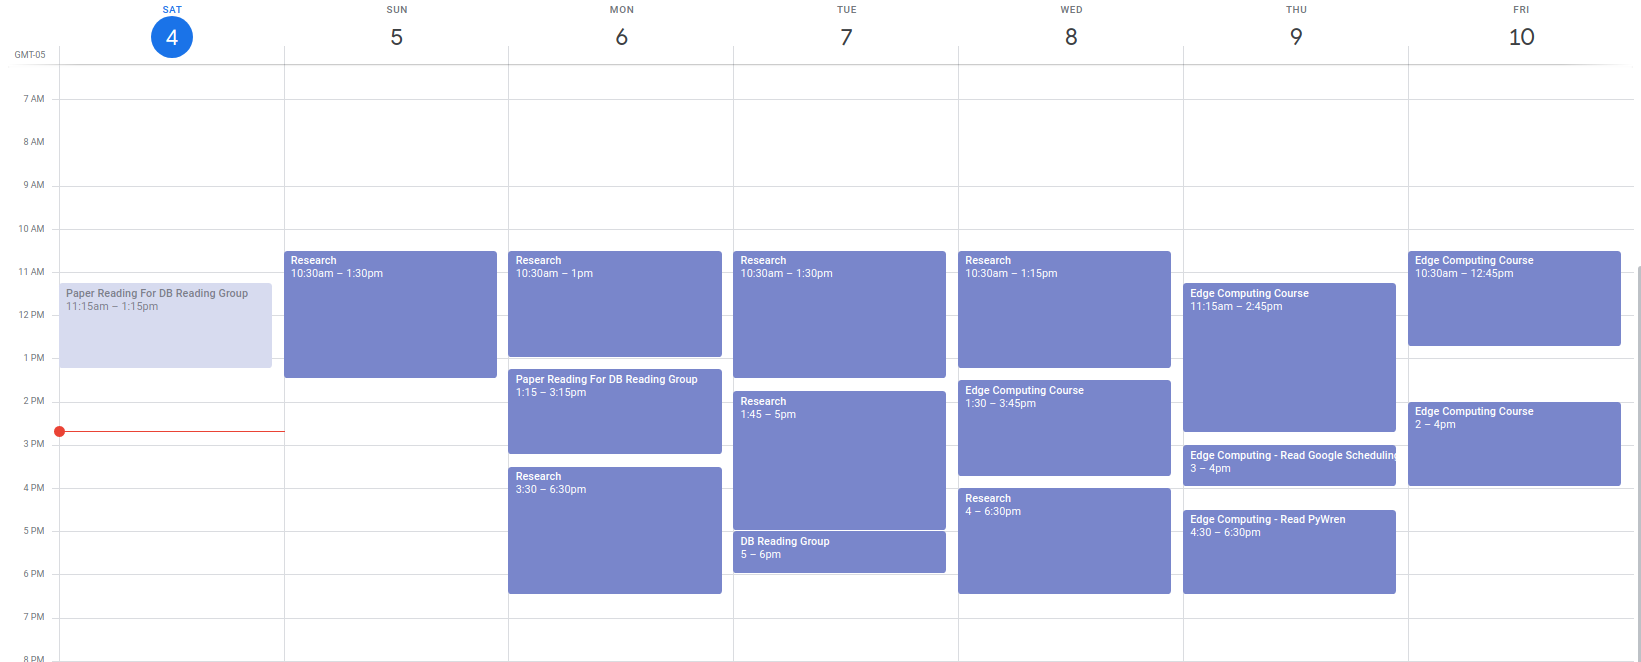 SAT
SUN
MON
TUE
WED
THU
FRI
4
5
6
7
8
9
10
GMT-05
7 AM
8 AM
9 AM
10 AM
11 AM
12 PM
1 PM
2 PM
3 PM
4 PM
5 PM
6 PM
7 PM
8 PM
Paper Reading For DB Reading Group
11:15am – 1:15pm
Research
10:30am – 1:30pm
Research
10:30am – 1pm
Paper Reading For DB Reading Group
1:15 – 3:15pm
Research
3:30 – 6:30pm
Research
10:30am – 1:30pm
Research
1:45 – 5pm
DB Reading Group
5 – 6pm
Research
10:30am – 1:15pm
Edge Computing Course
1:30 – 3:45pm
Research
4 – 6:30pm
Edge Computing Course
11:15am – 2:45pm
Edge Computing - Read Google Scheduling
3 – 4pm
Edge Computing - Read PyWren
4:30 – 6:30pm
Edge Computing Course
10:30am – 12:45pm
Edge Computing Course
2 – 4pm